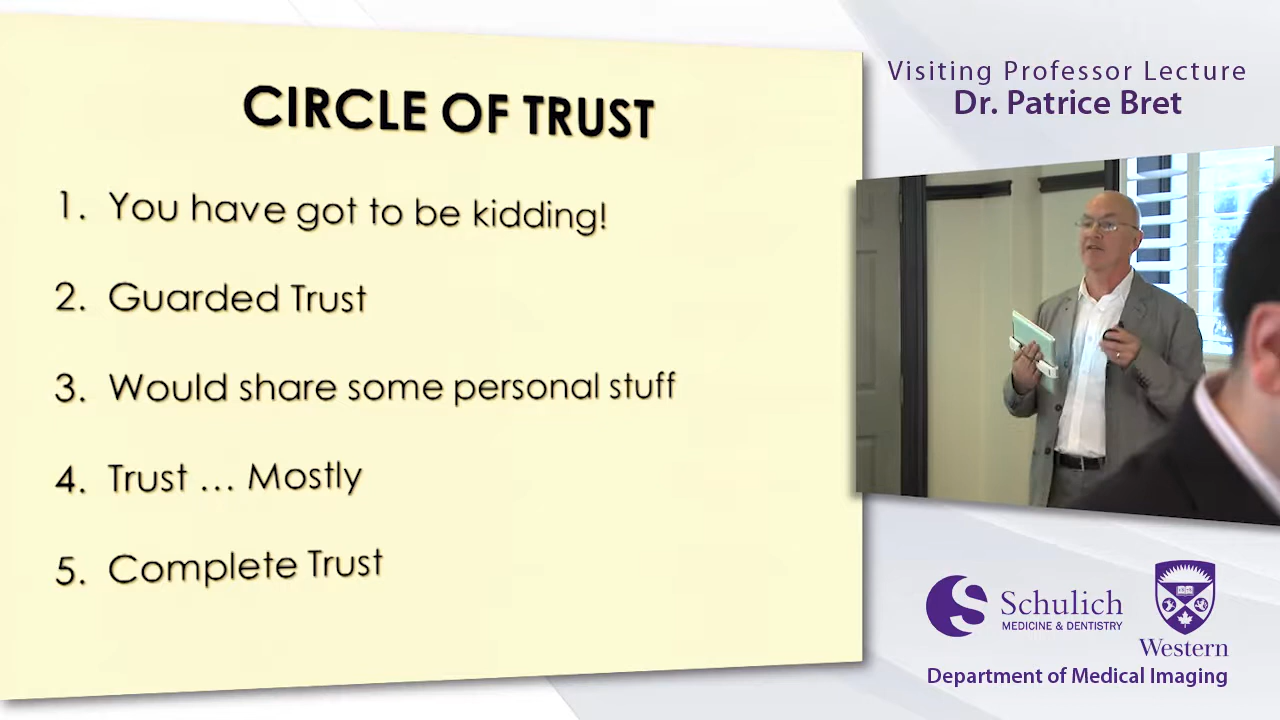 CIRCLE OF TRUST
1. You have got to be kidding!
2. Guarded Trust
3. Would share some personal stuff
4. Trust ... Mostly
5. Complete Trust
Visiting Professor Lecture
Dr. Patrice Bret
Schulich
MEDICINE & DENTISTRY
Western
Department of Medical Imaging